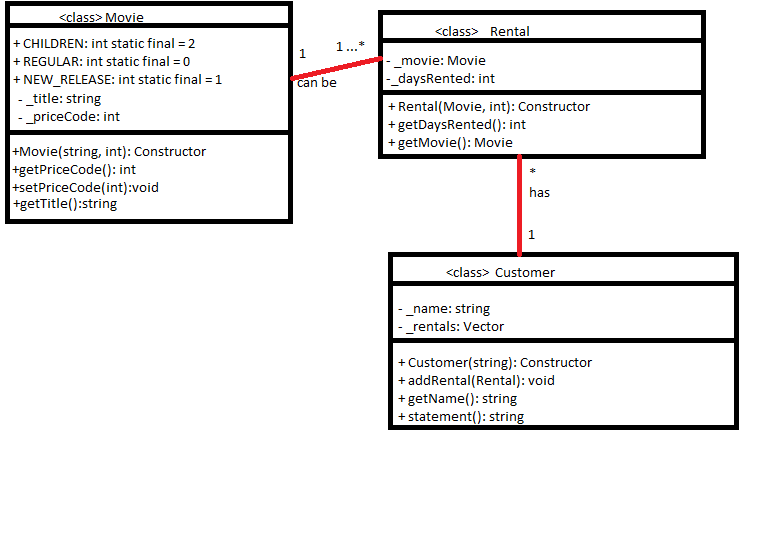 <class> Movie
+ CHILDREN: int static final = 2
+ REGULAR: int static final = 0
+ NEW_RELEASE: int static final = 1
- _title: string
- _priceCode: int
+Movie(string, int): Constructor
+getPriceCode(): int
+setPriceCode(int):void
+getTitle():string
1
1 ...*
can be
<class> Rental
- _movie: Movie
-_daysRented: int
+ Rental(Movie, int): Constructor
+ getDaysRented(): int
+ getMovie(): Movie
*
has
1
<class> Customer
- _name: string
- _rentals: Vector
+ Customer(string): Constructor
+ addRental(Rental): void
+ getName(): string
+ statement(): string